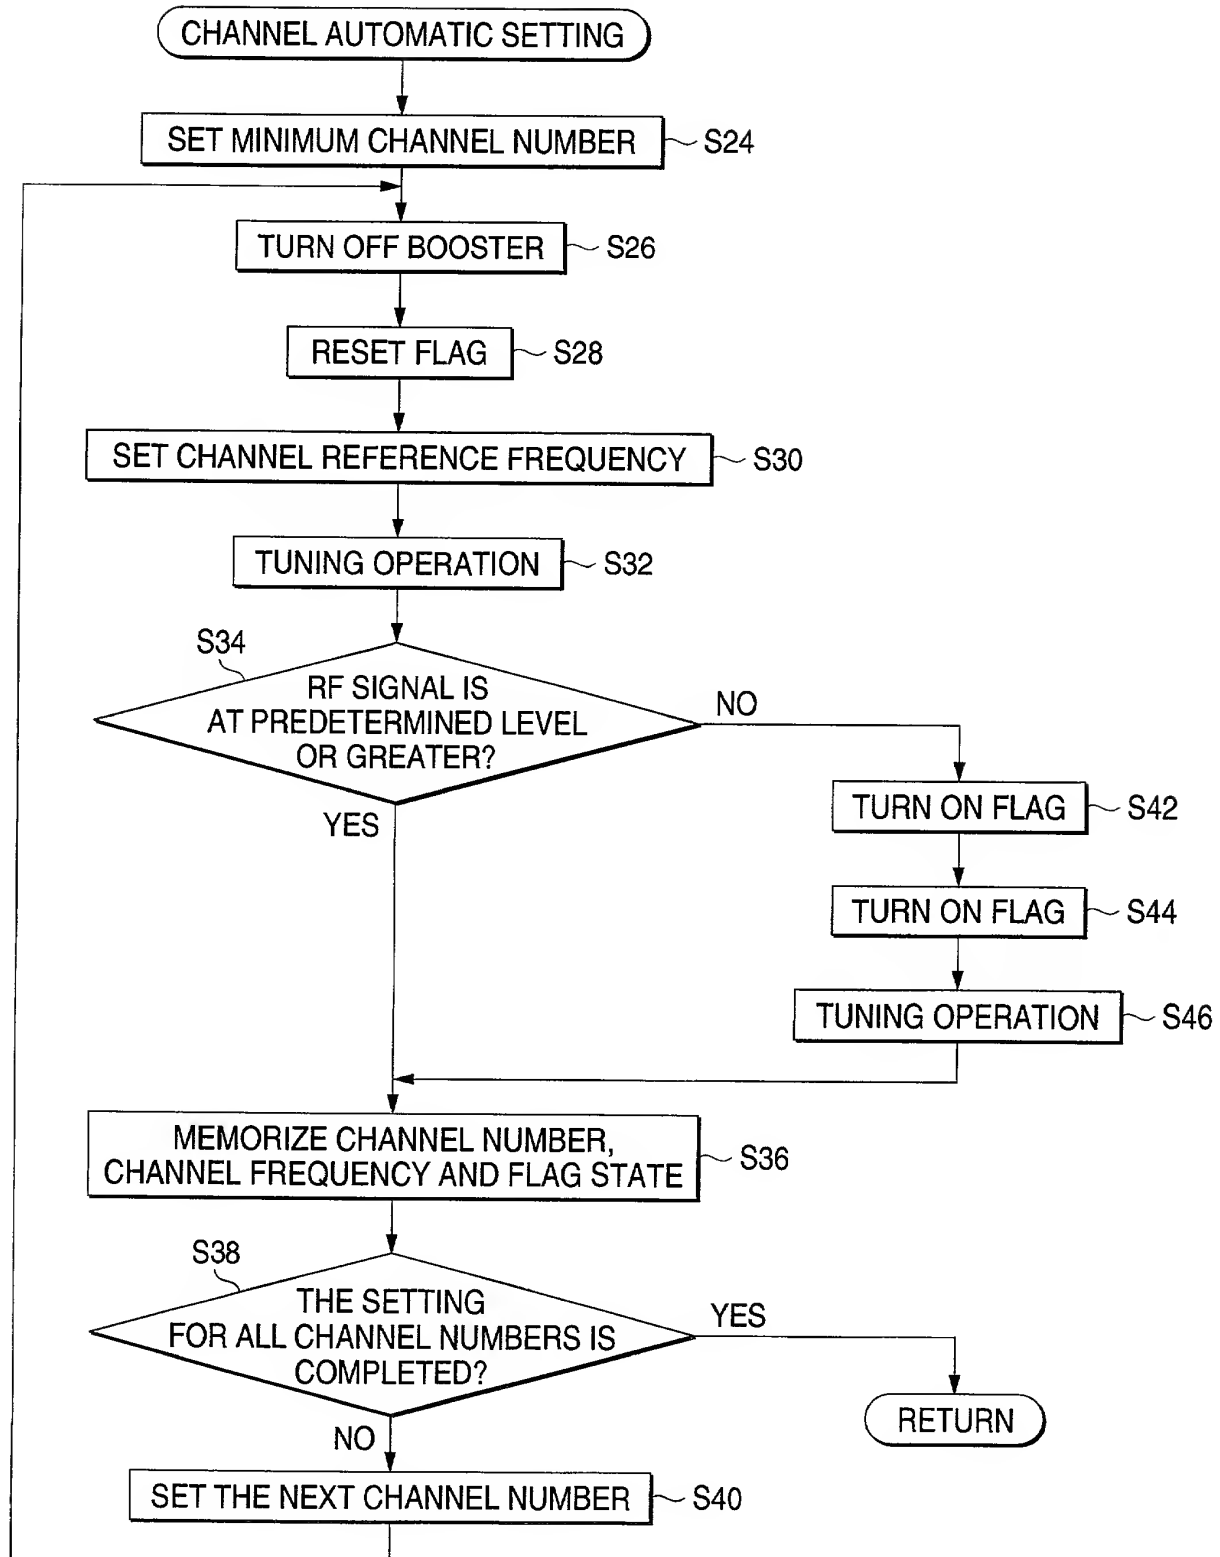 CHANNEL AUTOMATIC SETTING
SET MINIMUM CHANNEL NUMBER
S24
TURN OFF BOOSTER
S26
RESET FLAG
S28
SET CHANNEL REFERENCE FREQUENCY
S30
TUNING OPERATION
S32
S34
RF SIGNAL IS
AT PREDETERMINED LEVEL
OR GREATER?
NO
YES
TURN ON FLAG
S42
TURN ON FLAG
S44
TUNING OPERATION
S46
MEMORIZE CHANNEL NUMBER,
CHANNEL FREQUENCY AND FLAG STATE
S36
S38
THE SETTING
FOR ALL CHANNEL NUMBERS IS
COMPLETED?
YES
RETURN
NO
SET THE NEXT CHANNEL NUMBER
S40